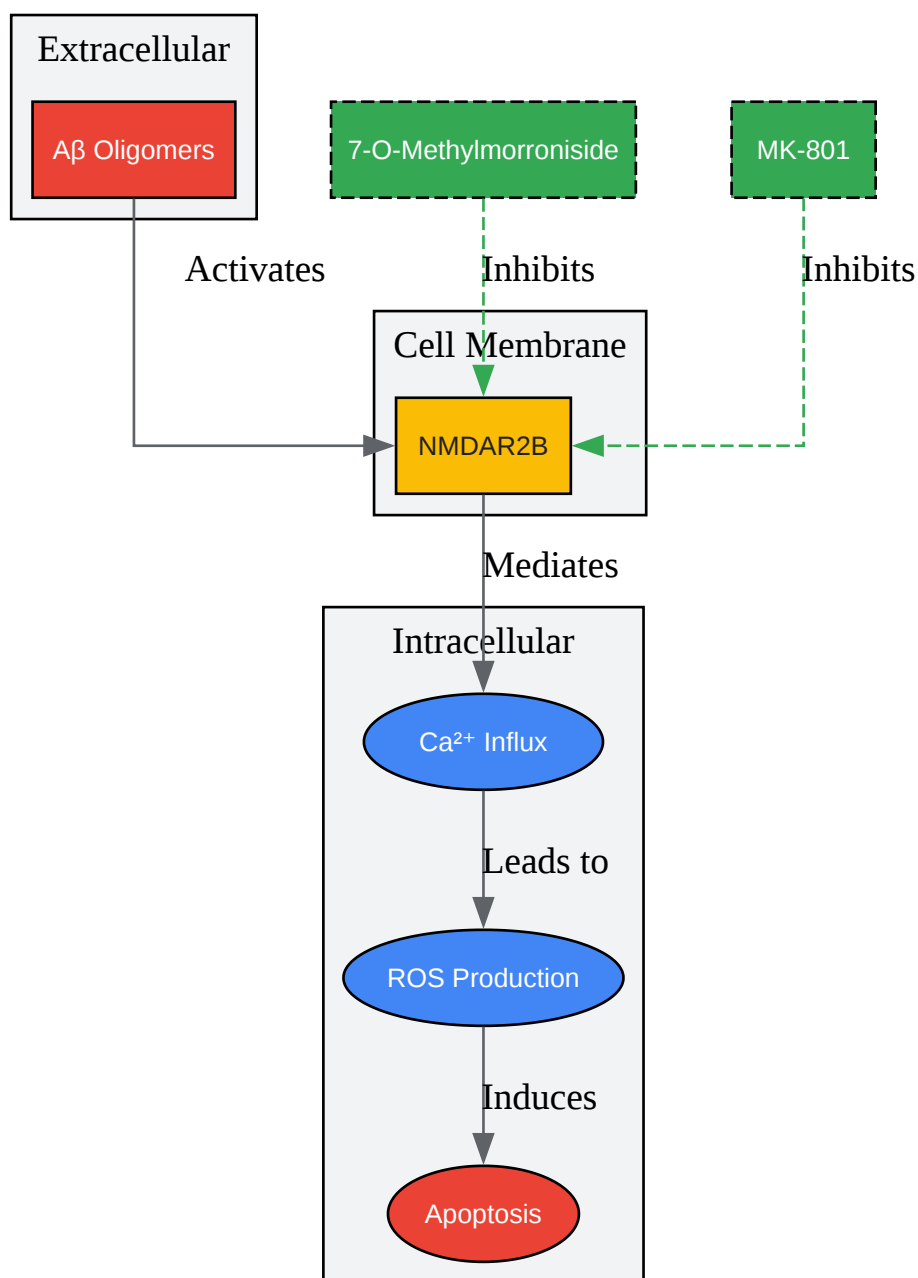 Extracellular
Aβ Oligomers
7-O-Methylmorroniside
MK-801
Activates
Inhibits
Inhibits
Cell Membrane
NMDAR2B
Mediates
Intracellular
Ca²⁺ Influx
Leads to
ROS Production
Induces
Apoptosis